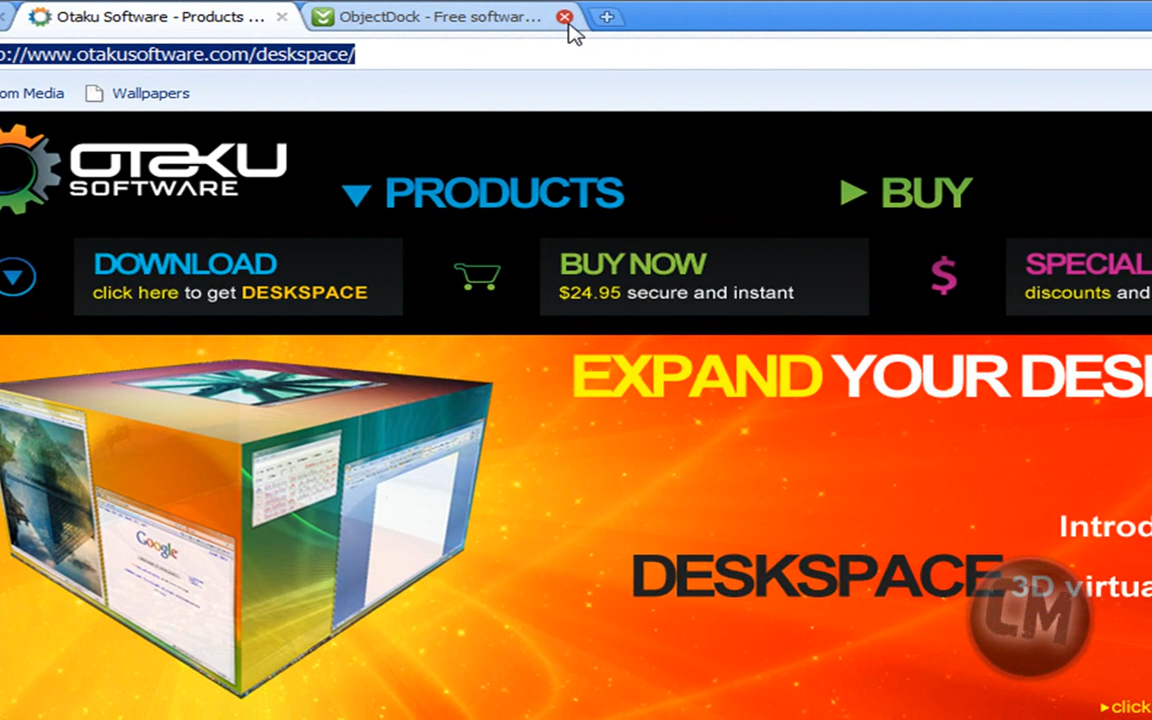 Otaku Software - Products ...
ObjectDock - Free softwar...
p://www.otakusoftware.com/deskspace/
om Media
Wallpapers
OTAKU
SOFTWARE
PRODUCTS
BUY
DOWNLOAD
click here to get DESKSPACE
BUY NOW
$24.95 secure and instant
$
SPECIAL
discounts and
EXPAND YOUR DES
Google
Introd
DESKSPACE 3D virtua
CM
click